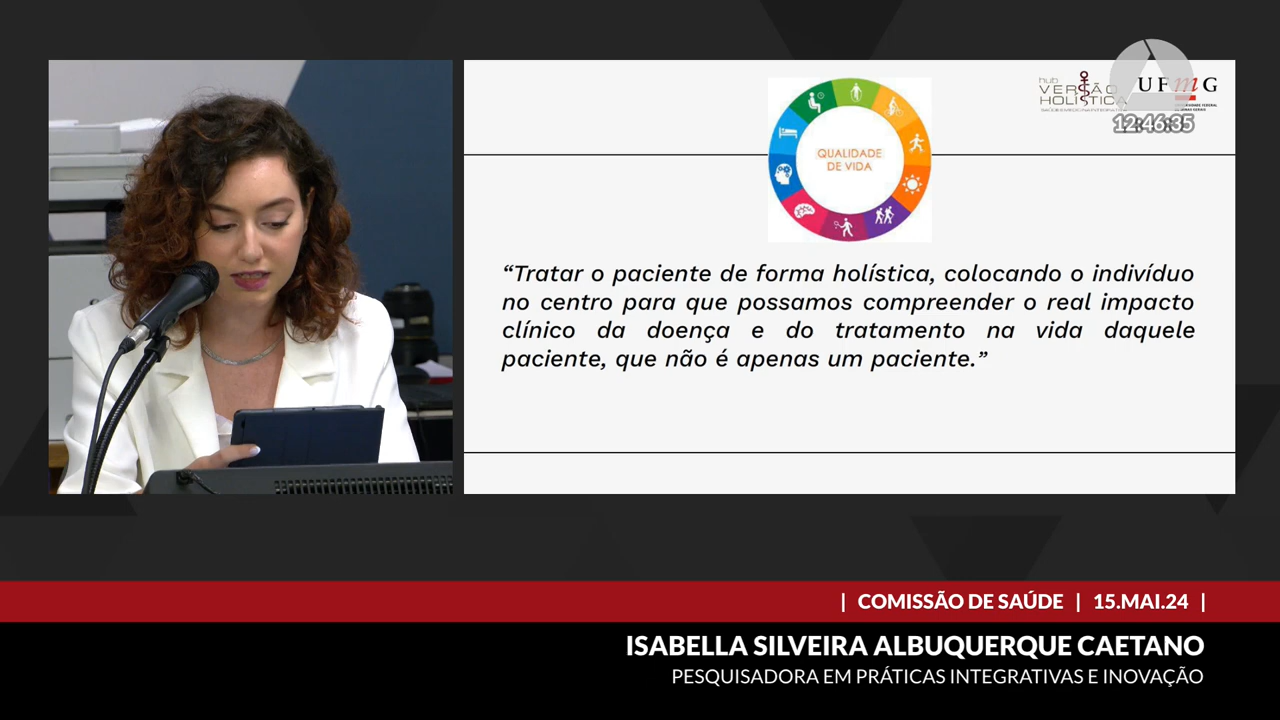 hub
VERSÃO
HOLÍSTICA
UFmG
12:46:35
QUALIDADE
DE VIDA
“Tratar o paciente de forma holística, colocando o indivíduo
no centro para que possamos compreender o real impacto
clínico da doença e do tratamento na vida daquele
paciente, que não é apenas um paciente.”
| COMISSÃO DE SAÚDE | 15.MAI.24 |
ISABELLA SILVEIRA ALBUQUERQUE CAETANO
PESQUISADORA EM PRÁTICAS INTEGRATIVAS E INOVAÇÃO